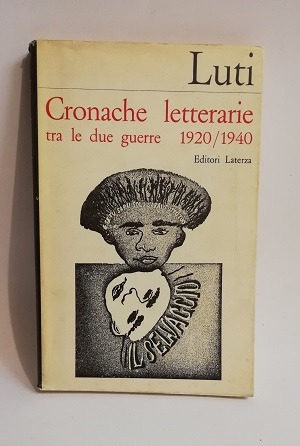 Luti
Cronache letterarie
tra le due guerre 1920/1940
Editori Laterza
IL SELVAGGIO